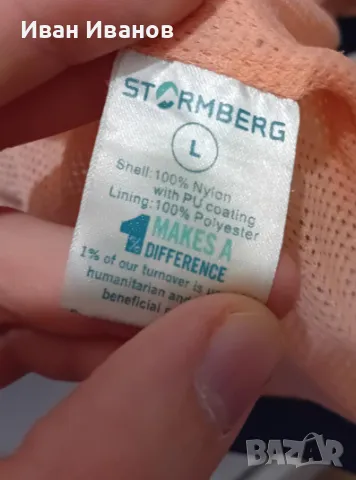 Иван Иванов
STORMBERG
L
Shell:100% Nylon
with PU coating
Lining:100% Polyester
1% MAKES A
DIFFERENCE
1% of our turnover is
humanitarian and
beneficial
BAZAR